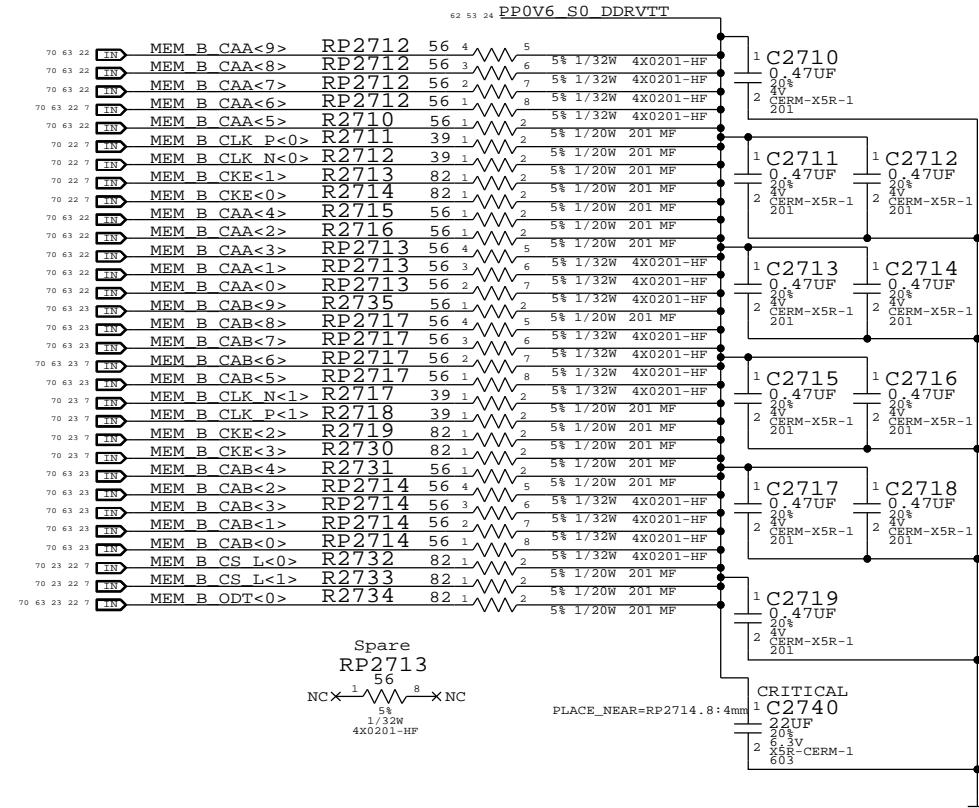 62 53 24 PP0V6_S0_DDRVTT
70 63 22 IN MEM_B_CAA<9> RP2712 56 4 5 5% 1/32W 4X0201-HF
70 63 22 IN MEM_B_CAA<8> RP2712 56 3 6 5% 1/32W 4X0201-HF
70 63 22 IN MEM_B_CAA<7> RP2712 56 2 7 5% 1/32W 4X0201-HF
70 63 22 7 IN MEM_B_CAA<6> RP2712 56 1 8 5% 1/32W 4X0201-HF
70 63 22 IN MEM_B_CAA<5> R2710 56 1 2 5% 1/20W 201 MF
70 22 7 IN MEM_B_CLK_P<0> R2711 39 1 2 5% 1/20W 201 MF
70 22 7 IN MEM_B_CLK_N<0> R2712 39 1 2 5% 1/20W 201 MF
70 22 7 IN MEM_B_CKE<1> R2713 82 1 2 5% 1/20W 201 MF
70 22 7 IN MEM_B_CKE<0> R2714 82 1 2 5% 1/20W 201 MF
70 63 22 IN MEM_B_CAA<4> R2715 56 1 2 5% 1/20W 201 MF
70 63 22 IN MEM_B_CAA<2> R2716 56 1 2 5% 1/20W 201 MF
70 63 22 IN MEM_B_CAA<3> RP2713 56 4 5 5% 1/32W 4X0201-HF
70 63 22 IN MEM_B_CAA<1> RP2713 56 3 6 5% 1/32W 4X0201-HF
70 63 22 IN MEM_B_CAA<0> RP2713 56 2 7 5% 1/32W 4X0201-HF
70 63 23 IN MEM_B_CAB<9> R2735 56 1 2 5% 1/20W 201 MF
70 63 23 IN MEM_B_CAB<8> RP2717 56 4 5 5% 1/32W 4X0201-HF
70 63 23 IN MEM_B_CAB<7> RP2717 56 3 6 5% 1/32W 4X0201-HF
70 63 23 7 IN MEM_B_CAB<6> RP2717 56 2 7 5% 1/32W 4X0201-HF
70 63 23 IN MEM_B_CAB<5> RP2717 56 1 8 5% 1/32W 4X0201-HF
70 23 7 IN MEM_B_CLK_N<1> R2717 39 1 2 5% 1/20W 201 MF
70 23 7 IN MEM_B_CLK_P<1> R2718 39 1 2 5% 1/20W 201 MF
70 23 7 IN MEM_B_CKE<2> R2719 82 1 2 5% 1/20W 201 MF
70 23 7 IN MEM_B_CKE<3> R2730 82 1 2 5% 1/20W 201 MF
70 63 23 IN MEM_B_CAB<4> R2731 56 1 2 5% 1/20W 201 MF
70 63 23 IN MEM_B_CAB<2> RP2714 56 4 5 5% 1/32W 4X0201-HF
70 63 23 IN MEM_B_CAB<3> RP2714 56 3 6 5% 1/32W 4X0201-HF
70 63 23 IN MEM_B_CAB<1> RP2714 56 2 7 5% 1/32W 4X0201-HF
70 63 23 IN MEM_B_CAB<0> RP2714 56 1 8 5% 1/32W 4X0201-HF
70 23 22 7 IN MEM_B_CS_L<0> R2732 82 1 2 5% 1/20W 201 MF
70 23 22 7 IN MEM_B_CS_L<1> R2733 82 1 2 5% 1/20W 201 MF
70 63 23 22 7 IN MEM_B_ODT<0> R2734 82 1 2 5% 1/20W 201 MF
1 C2710
0.47UF
20%
4V
2 CERM-X5R-1
201
1 C2711 1 C2712
0.47UF 0.47UF
20% 20%
4V 4V
2 CERM-X5R-1 2 CERM-X5R-1
201 201
1 C2713 1 C2714
0.47UF 0.47UF
20% 20%
4V 4V
2 CERM-X5R-1 2 CERM-X5R-1
201 201
1 C2715 1 C2716
0.47UF 0.47UF
20% 20%
4V 4V
2 CERM-X5R-1 2 CERM-X5R-1
201 201
1 C2717 1 C2718
0.47UF 0.47UF
20% 20%
4V 4V
2 CERM-X5R-1 2 CERM-X5R-1
201 201
1 C2719
0.47UF
20%
4V
2 CERM-X5R-1
201
Spare
RP2713
56
NC 1 8 NC
5%
1/32W
4X0201-HF
CRITICAL
PLACE_NEAR=RP2714.8:4mm 1 C2740
22UF
20%
6.3V
2 X5R-CERM-1
603